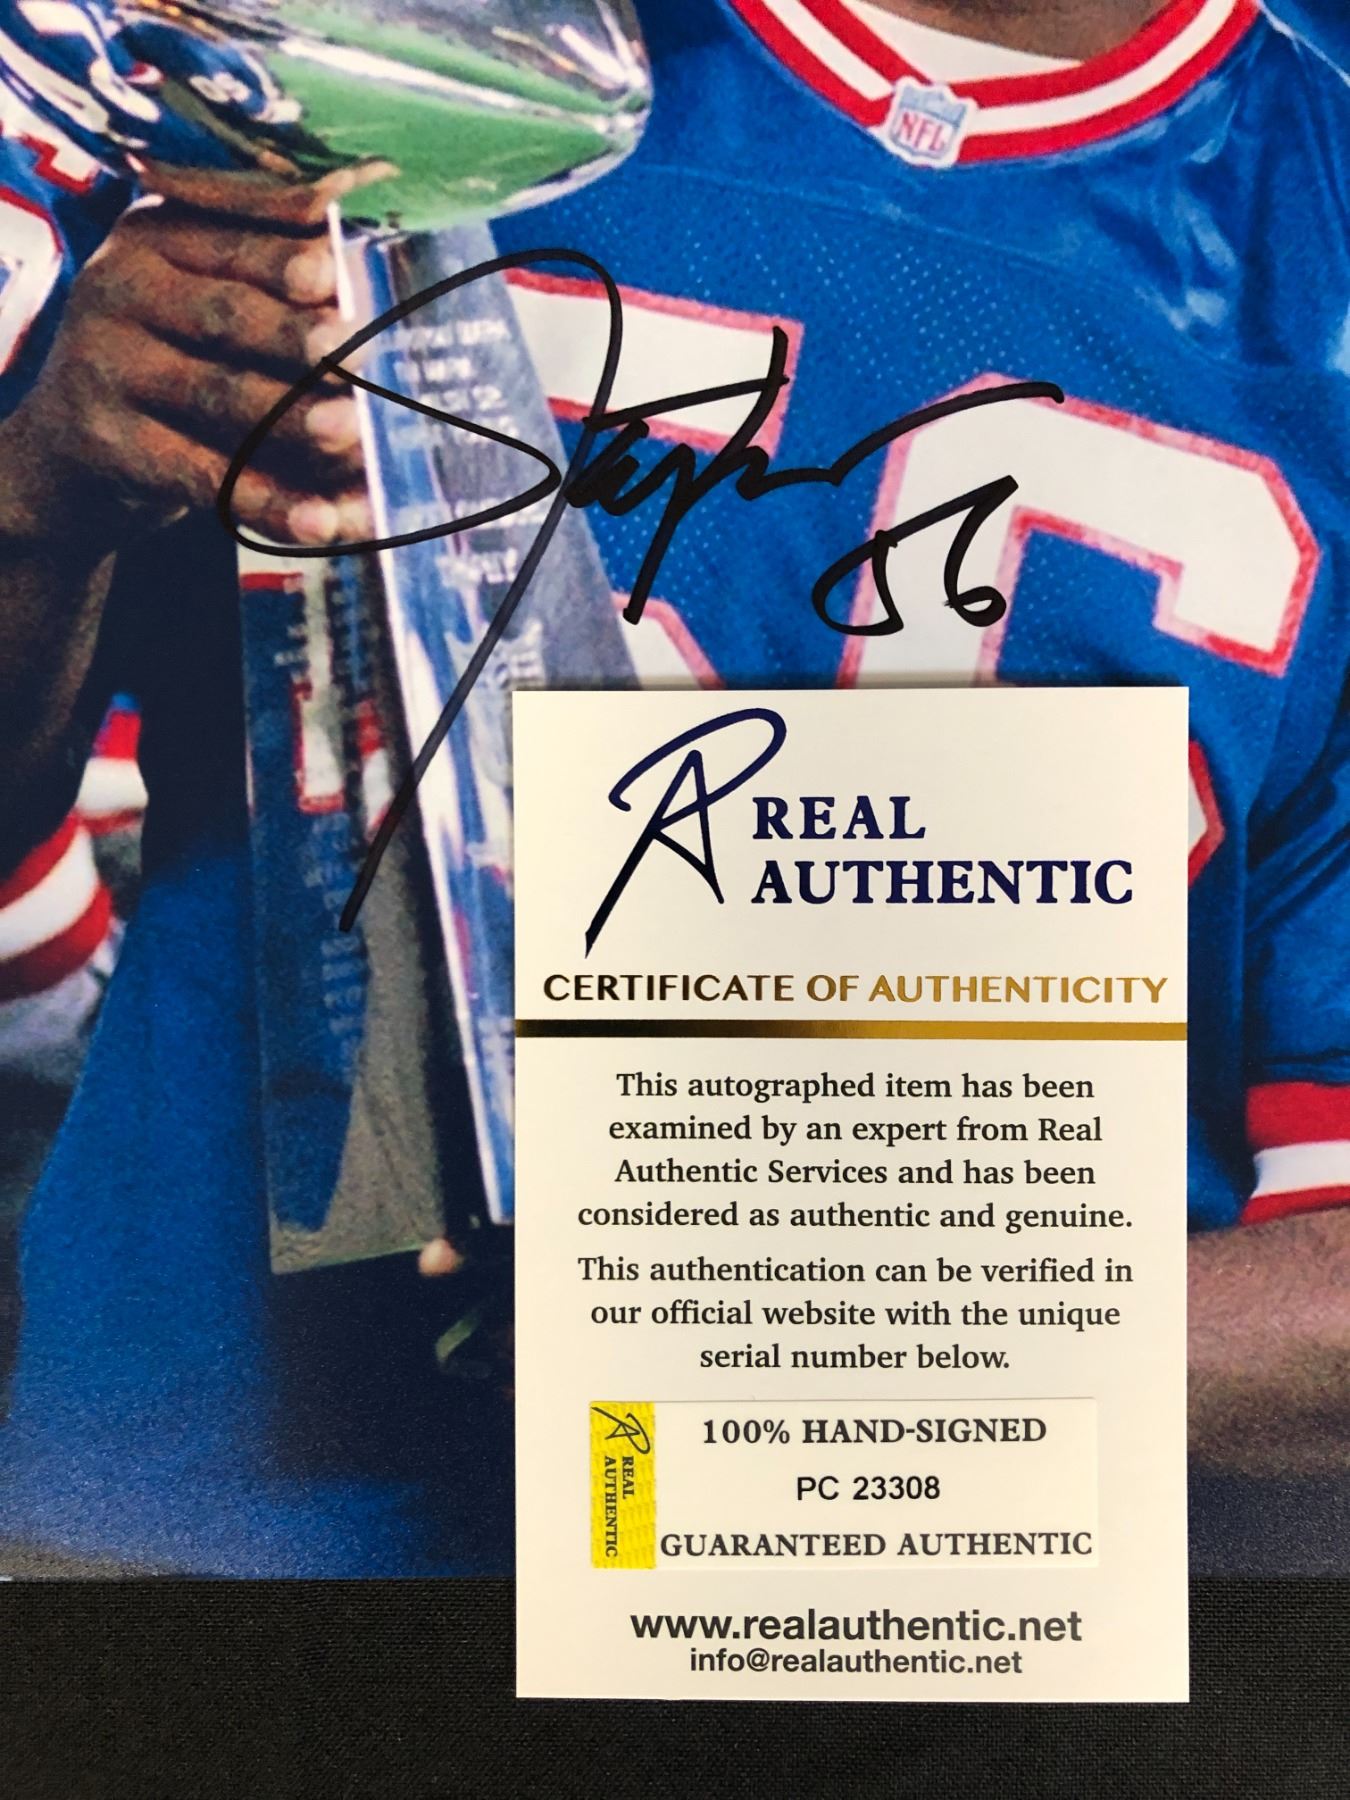 NFL
56
REAL
AUTHENTIC
CERTIFICATE OF AUTHENTICITY
This autographed item has been
examined by an expert from Real
Authentic Services and has been
considered as authentic and genuine.
This authentication can be verified in
our official website with the unique
serial number below.
REAL
AUTHENTIC
100% HAND-SIGNED
PC 23308
GUARANTEED AUTHENTIC
www.realauthentic.net
info@realauthentic.net